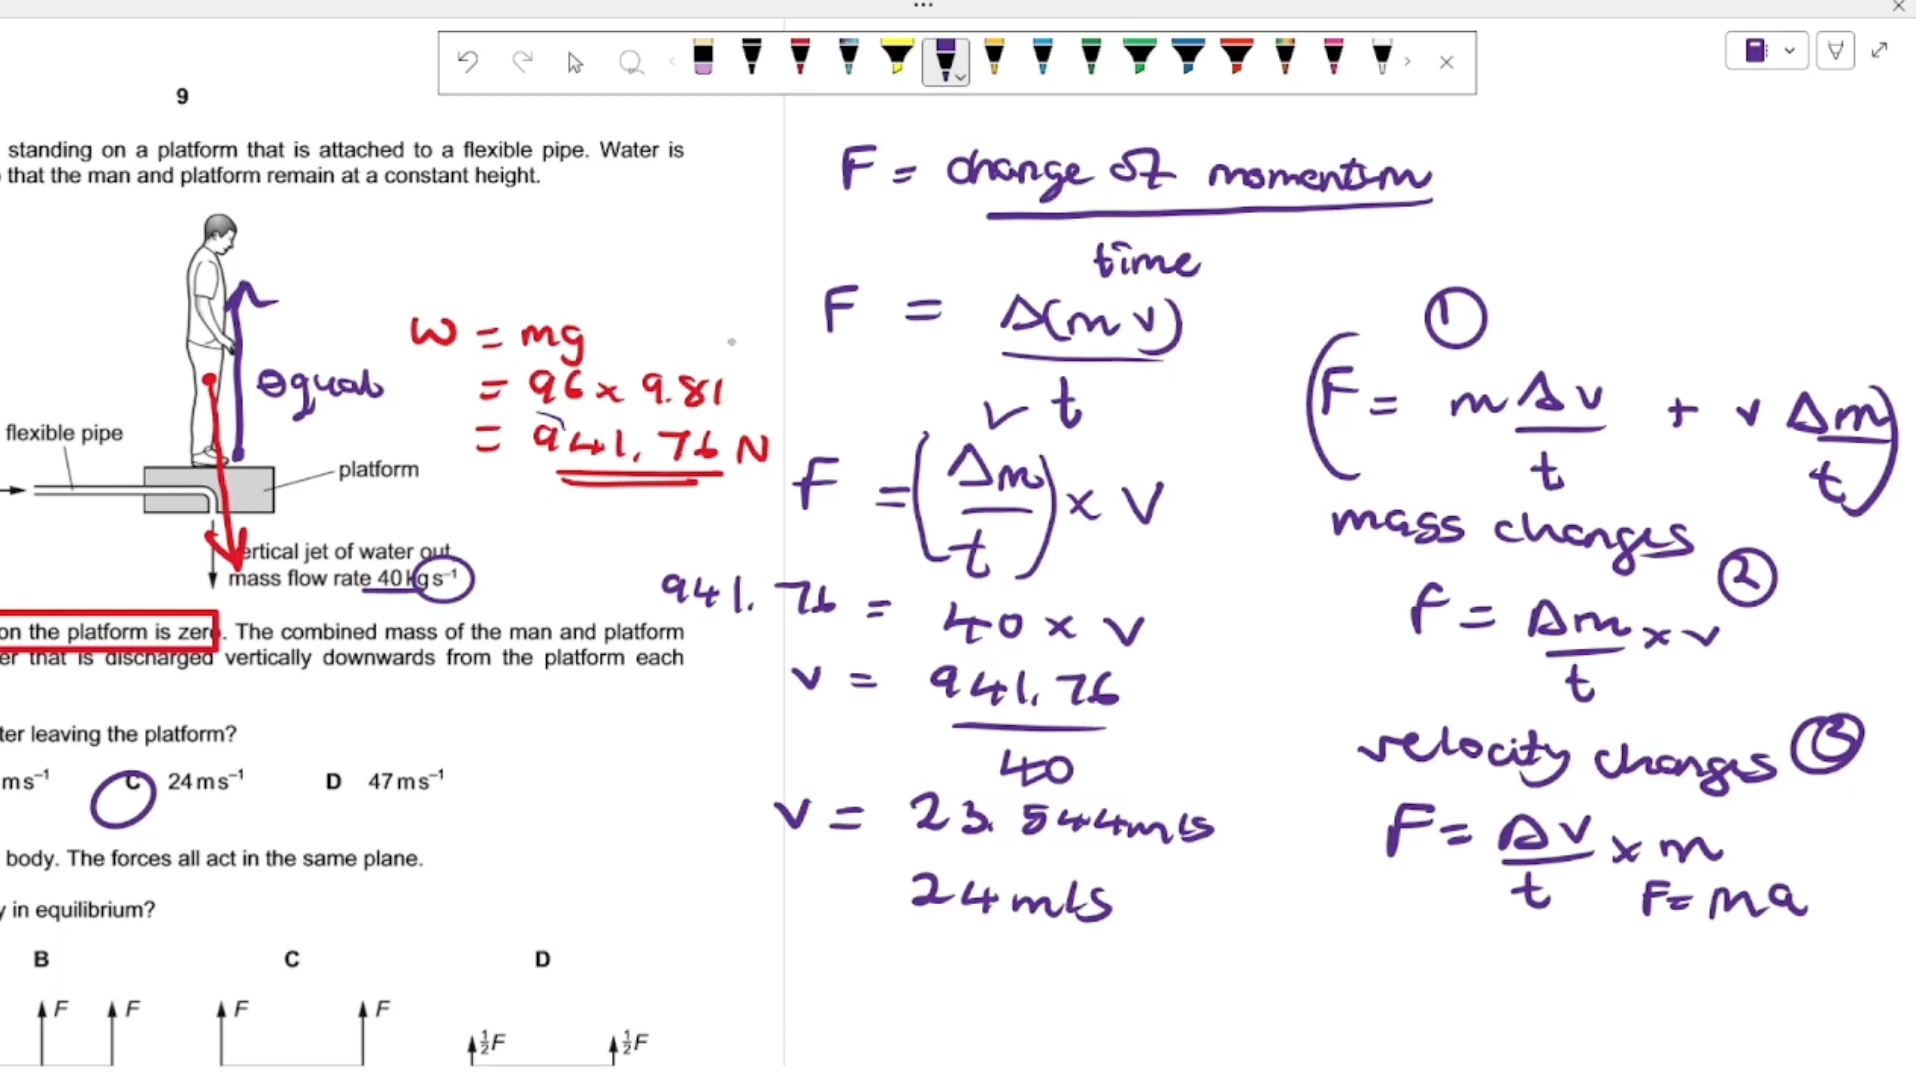 9
standing on a platform that is attached to a flexible pipe. Water is
that the man and platform remain at a constant height.
flexible pipe
platform
ertical jet of water out,
mass flow rate 40 kg s⁻¹
on the platform is zero. The combined mass of the man and platform
er that is discharged vertically downwards from the platform each
ter leaving the platform?
ms⁻¹ C 24 ms⁻¹ D 47 ms⁻¹
body. The forces all act in the same plane.
y in equilibrium?
B C D
F F F F ½F ½F
equal
W = mg
= 96 x 9.81
= 941.76 N
F = change of momentum
time
F = Δ(mv)
t
F = (Δm/t) x V
941.76 = 40 x v
v = 941.76
40
v = 23.544 m/s
24 m/s
1
(F = mΔv/t + vΔm/t)
mass changes
2
F = Δm/t x v
velocity changes 3
F = Δv/t x m
F = ma